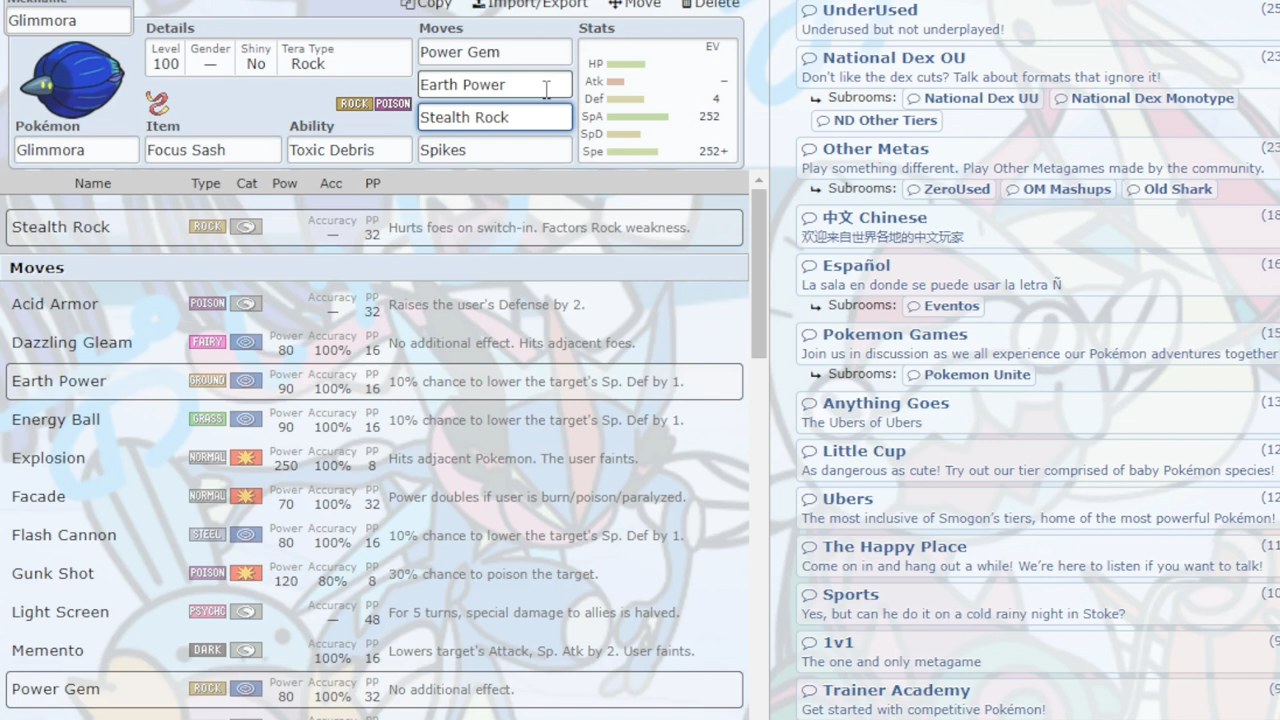 Nickname
Copy Import/Export Move Delete
Glimmora
Details
Level
100
Gender
—
Shiny
No
Tera Type
Rock
ROCK POISON
Pokémon
Glimmora
Item
Focus Sash
Ability
Toxic Debris
Moves
Power Gem
Earth Power
Stealth Rock
Spikes
Stats
EV
HP
Atk –
Def 4
SpA 252
SpD
Spe 252+
Name Type Cat Pow Acc PP
Stealth Rock ROCK Accuracy — PP 32 Hurts foes on switch-in. Factors Rock weakness.
Moves
Acid Armor POISON Accuracy — PP 32 Raises the user's Defense by 2.
Dazzling Gleam FAIRY Power 80 Accuracy 100% PP 16 No additional effect. Hits adjacent foes.
Earth Power GROUND Power 90 Accuracy 100% PP 16 10% chance to lower the target's Sp. Def by 1.
Energy Ball GRASS Power 90 Accuracy 100% PP 16 10% chance to lower the target's Sp. Def by 1.
Explosion NORMAL Power 250 Accuracy 100% PP 8 Hits adjacent Pokemon. The user faints.
Facade NORMAL Power 70 Accuracy 100% PP 32 Power doubles if user is burn/poison/paralyzed.
Flash Cannon STEEL Power 80 Accuracy 100% PP 16 10% chance to lower the target's Sp. Def by 1.
Gunk Shot POISON Power 120 Accuracy 80% PP 8 30% chance to poison the target.
Light Screen PSYCHC Accuracy — PP 48 For 5 turns, special damage to allies is halved.
Memento DARK Accuracy 100% PP 16 Lowers target's Attack, Sp. Atk by 2. User faints.
Power Gem ROCK Power 80 Accuracy 100% PP 32 No additional effect.
UnderUsed (25
Underused but not underplayed!
National Dex OU (23
Don't like the dex cuts? Talk about formats that ignore it!
Subrooms: National Dex UU National Dex Monotype
ND Other Tiers
Other Metas (23
Play something different. Play Other Metagames made by the community.
Subrooms: ZeroUsed OM Mashups Old Shark
中文 Chinese (18
欢迎来自世界各地的中文玩家
Español (16
La sala en donde se puede usar la letra Ñ
Subrooms: Eventos
Pokemon Games (15
Join us in discussion as we all experience our Pokémon adventures together
Subrooms: Pokemon Unite
Anything Goes (13
The Ubers of Ubers
Little Cup (12
As dangerous as cute! Try out our tier comprised of baby Pokémon species!
Ubers (12
The most inclusive of Smogon's tiers, home of the most powerful Pokémon!
The Happy Place (11
Come on in and hang out a while! We're here to listen if you want to talk!
Sports (10
Yes, but can he do it on a cold rainy night in Stoke?
1v1 (9
The one and only metagame
Trainer Academy (9
Get started with competitive Pokémon!